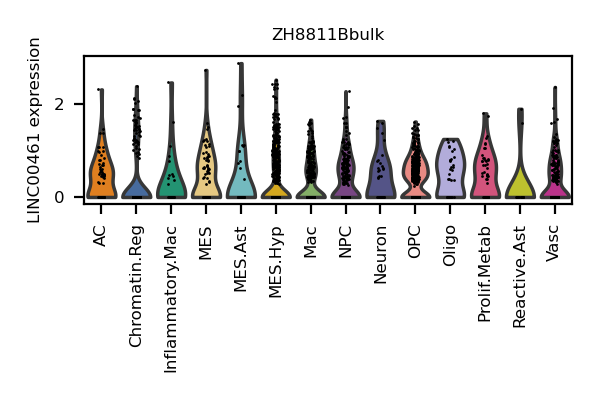 ZH8811Bbulk
LINC00461 expression
2
0
AC
Chromatin.Reg
Inflammatory.Mac
MES
MES.Ast
MES.Hyp
Mac
NPC
Neuron
OPC
Oligo
Prolif.Metab
Reactive.Ast
Vasc